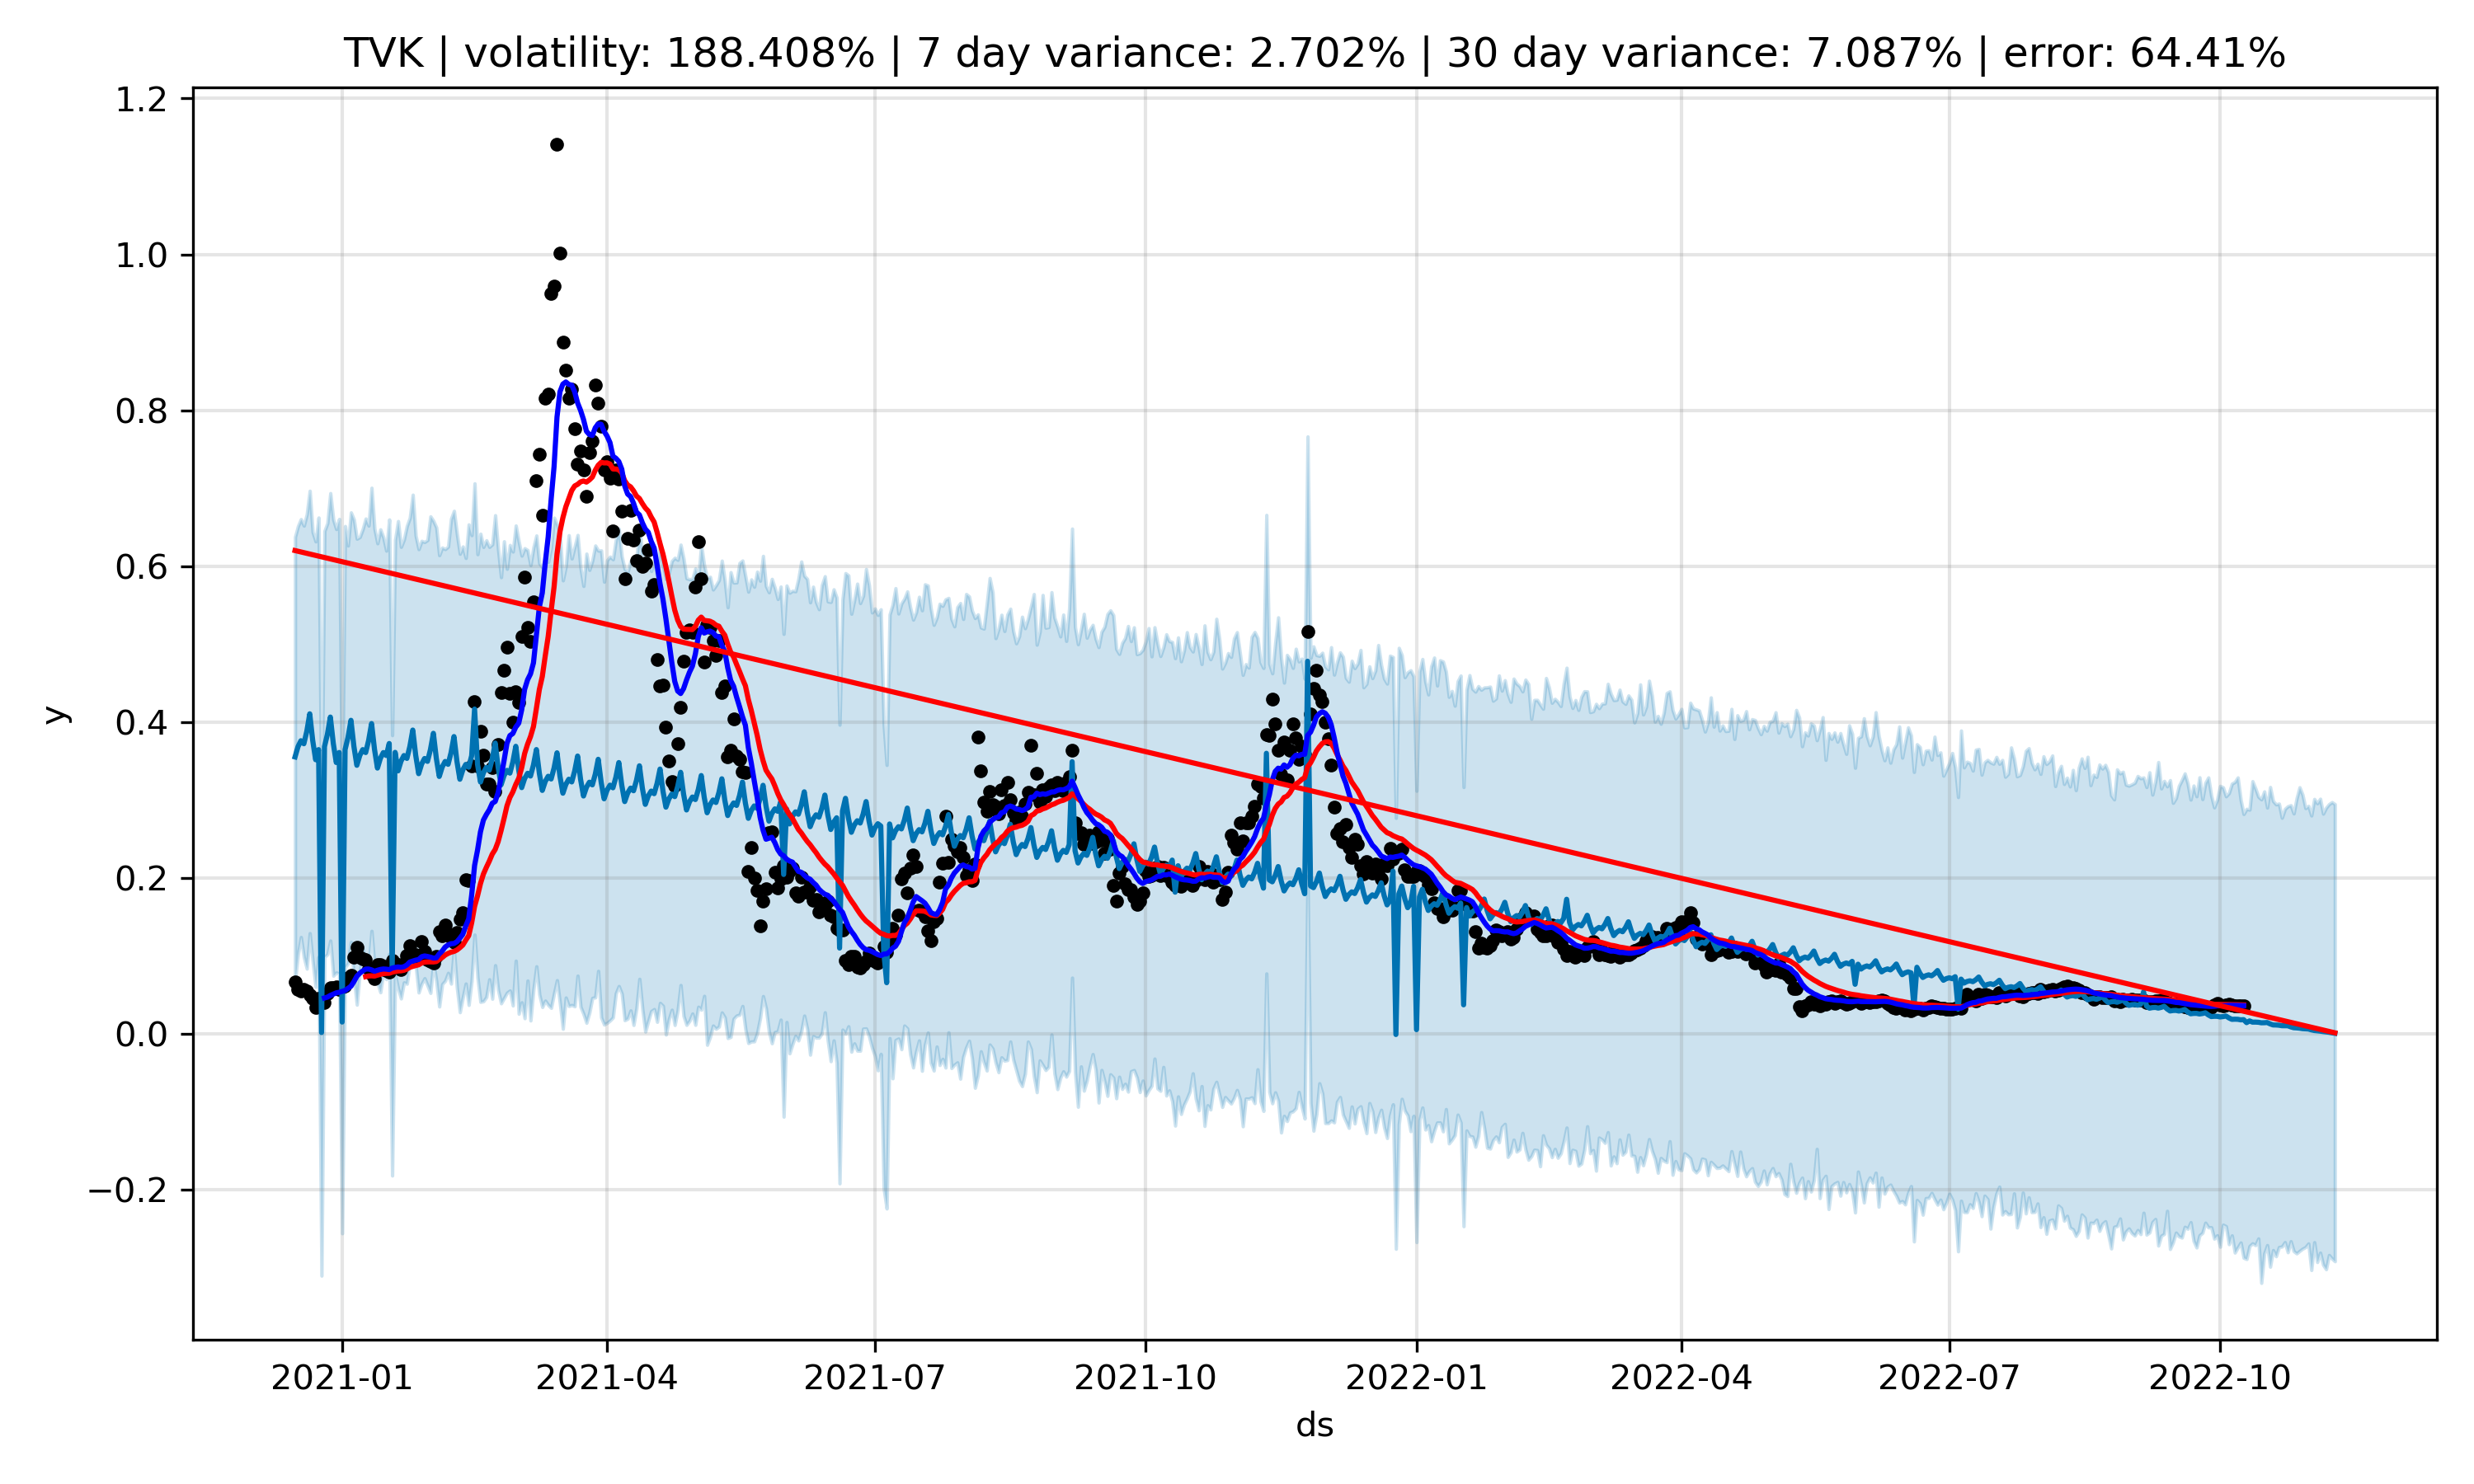 TVK | volatility: 188.408% | 7 day variance: 2.702% | 30 day variance: 7.087% | error: 64.41%
1.2
1.0
0.8
0.6
0.4
0.2
0.0
−0.2
y
2021-01 2021-04 2021-07 2021-10 2022-01 2022-04 2022-07 2022-10
ds